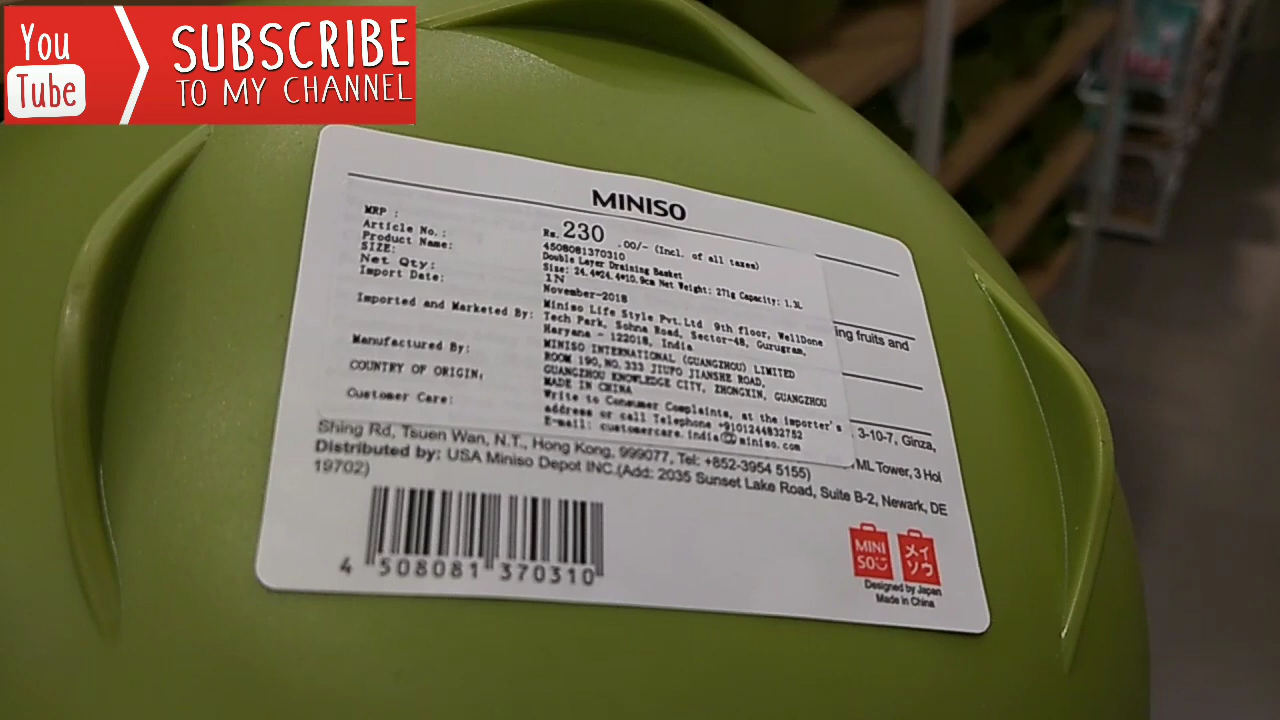 You Tube
SUBSCRIBE
TO MY CHANNEL
MINISO
MRP : Rs. 230 .00/- (Incl. of all taxes)
Article No.: 4508081370310
Product Name: Double Layer Draining Basket
SIZE: Size: 24.4*24.4*10.9cm Net Weight: 271g Capacity: 1.3L
Net Qty: 1N
Import Date: November-2018
Imported and Marketed By: Miniso Life Style Pvt.Ltd 9th floor, WellDone
Tech Park, Sohna Road, Sector-48, Gurugram,
Haryana - 122018, India
Manufactured By: MINISO INTERNATIONAL (GUANGZHOU) LIMITED
ROOM 190,NO.333 JIUFO JIANSHE ROAD,
GUANGZHOU KNOWLEDGE CITY, ZHONGXIN, GUANGZHOU
COUNTRY OF ORIGIN, MADE IN CHINA
Customer Care: Write to Consumer Complaints, at the importer's
address or call Telephone +9101244832752
E-mail: customercare.india@miniso.com
ing fruits and
3-10-7, Ginza,
ML Tower, 3 Hoi
Shing Rd, Tsuen Wan, N.T., Hong Kong, 999077, Tel: +852-3954 5155)
Distributed by: USA Miniso Depot INC.(Add: 2035 Sunset Lake Road, Suite B-2, Newark, DE
19702)
4 508081 370310
MINI
SO
メイ
ソウ
Designed by Japan
Made in China